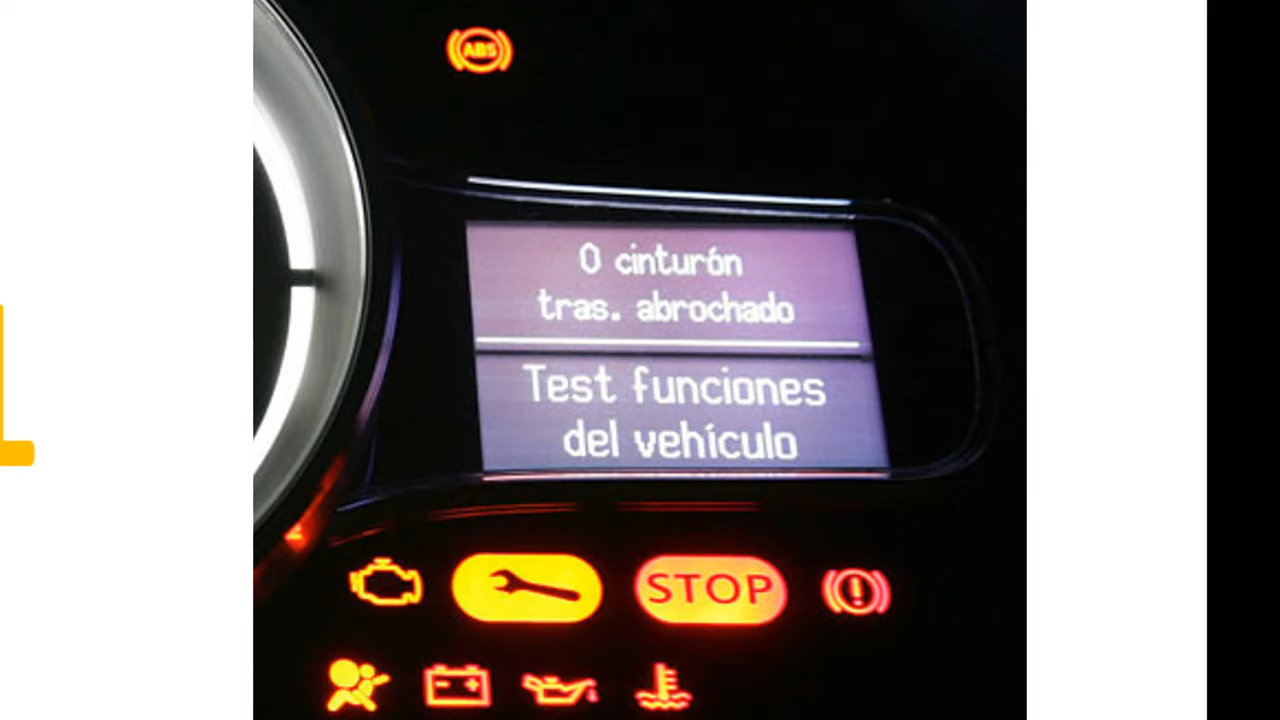 ABS
0 cinturón
tras. abrochado
Test funciones
del vehículo
STOP